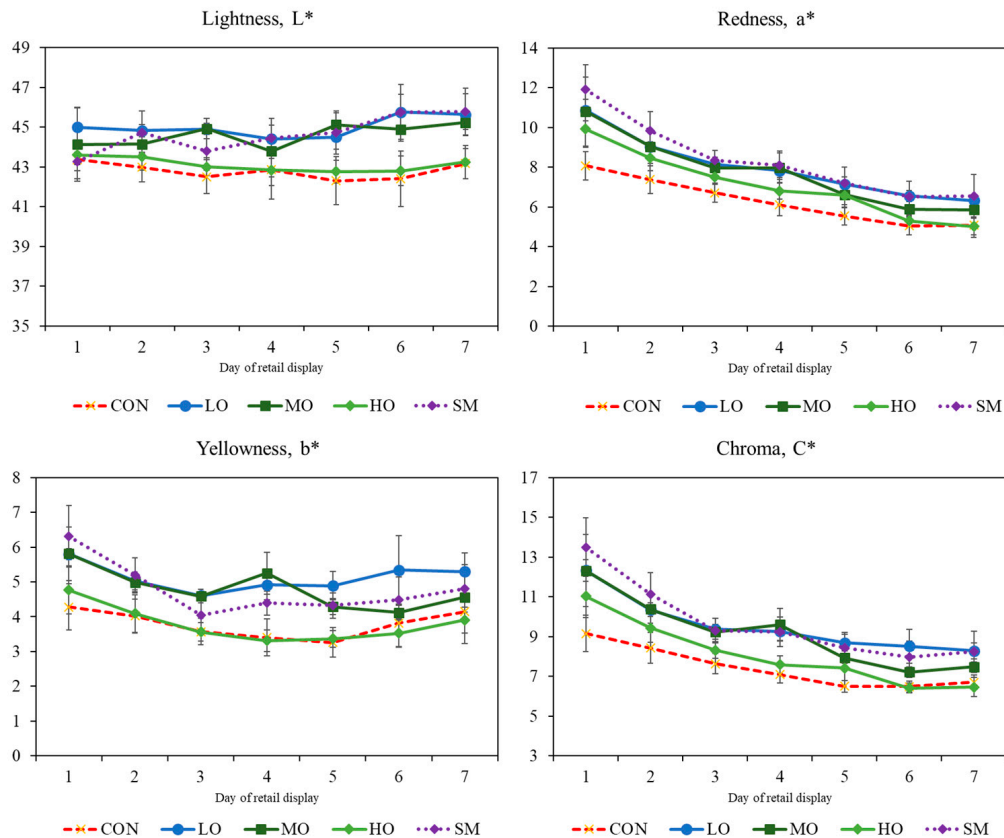 Lightness, L*
49
47
45
43
41
39
37
35
1 2 3 4 5 6 7
Day of retail display
CON LO MO HO SM
Redness, a*
14
12
10
8
6
4
2
0
1 2 3 4 5 6 7
Day of retail display
CON LO MO HO SM
Yellowness, b*
8
7
6
5
4
3
2
1
0
1 2 3 4 5 6 7
Day of retail display
CON LO MO HO SM
Chroma, C*
17
15
13
11
9
7
5
3
1 2 3 4 5 6 7
Day of retail display
CON LO MO HO SM